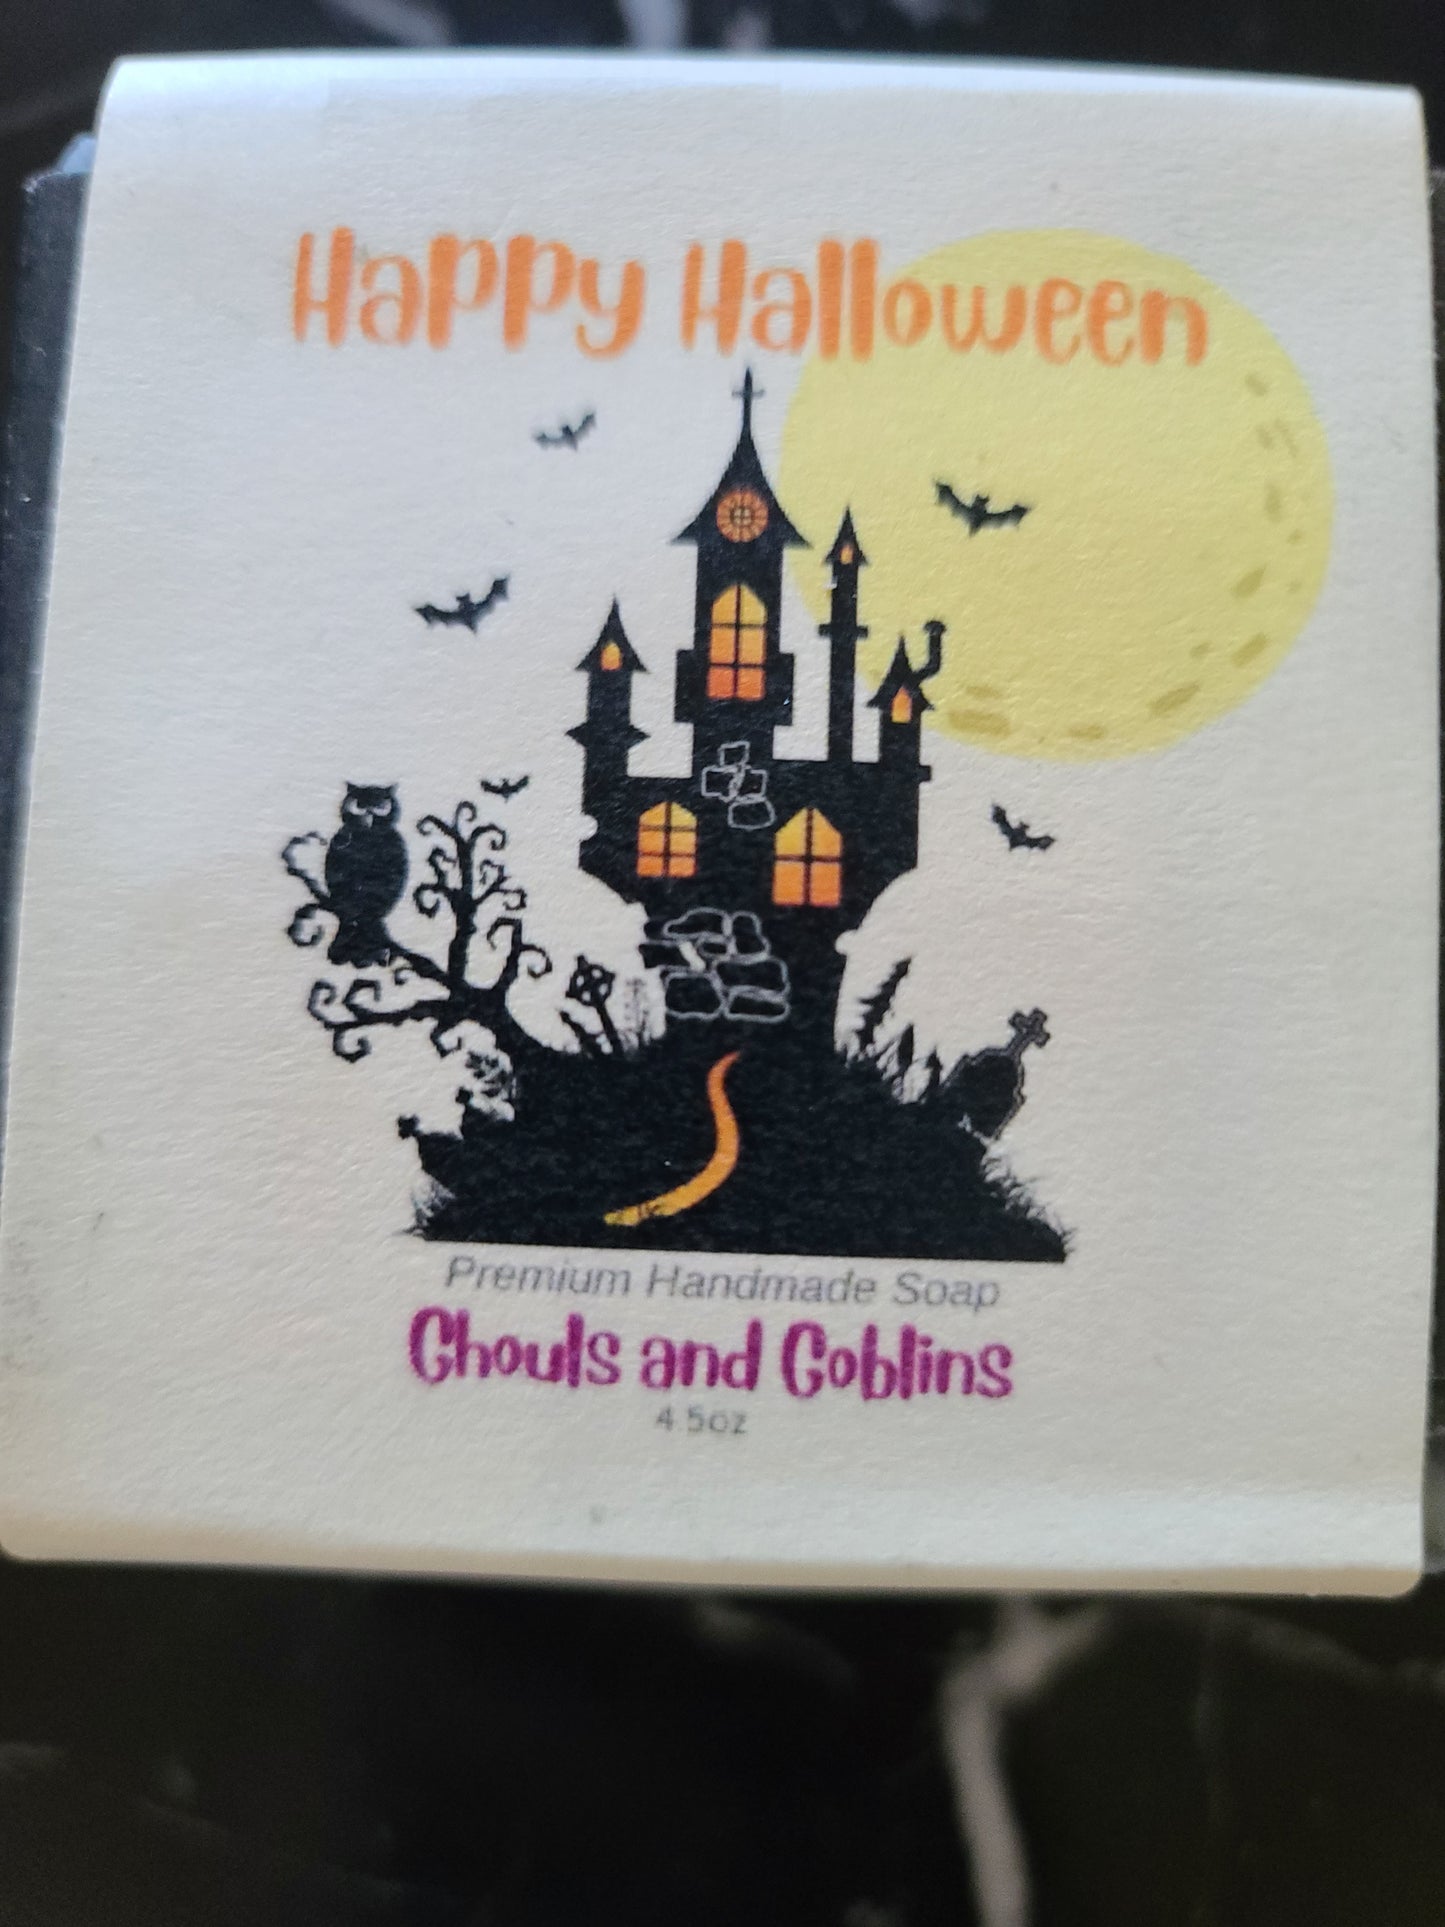 Happy Halloween
Premium Handmade Soap
Ghouls and Goblins
4.5oz